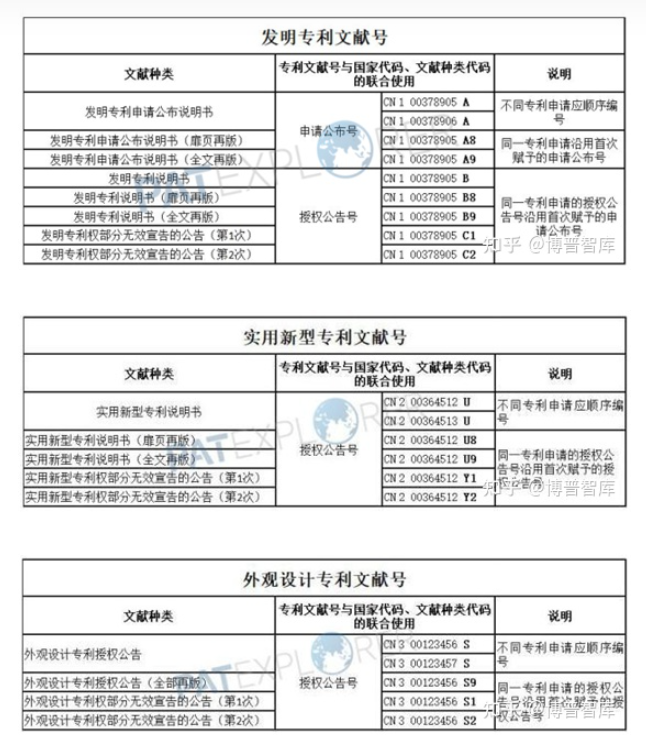 发明专利文献号
文献种类
专利文献号与国家代码、文献种类代码
的联合使用
说明
发明专利申请公布说明书
申请公布号
CN 1 00378905 A
CN 1 00378906 A
不同专利申请应顺序编
号
发明专利申请公布说明书（扉页再版）
CN 1 00378905 A8
发明专利申请公布说明书（全文再版）
CN 1 00378905 A9
同一专利申请沿用首次
赋予的申请公布号
发明专利说明书
授权公告号
CN 1 00378905 B
发明专利说明书（扉页再版）
CN 1 00378905 B8
发明专利说明书（全文再版）
CN 1 00378905 B9
发明专利权部分无效宣告的公告（第1次）
CN 1 00378905 C1
发明专利权部分无效宣告的公告（第2次）
CN 1 00378905 C2
同一专利申请的授权公
告号沿用首次赋予的申
请公布号
PATEXPLORER
知乎 @博普智库
实用新型专利文献号
文献种类
专利文献号与国家代码、文献种类代码
的联合使用
说明
实用新型专利说明书
授权公告号
CN 2 00364512 U
CN 2 00364513 U
不同专利申请应顺序编
号
实用新型专利说明书（扉页再版）
CN 2 00364512 U8
实用新型专利说明书（全文再版）
CN 2 00364512 U9
实用新型专利权部分无效宣告的公告（第1次）
CN 2 00364512 Y1
实用新型专利权部分无效宣告的公告（第2次）
CN 2 00364512 Y2
同一专利申请的授权公
告号沿用首次赋予的授
权公告号
PATEXPLORER
知乎 @博普智库
外观设计专利文献号
文献种类
专利文献号与国家代码、文献种类代码
的联合使用
说明
外观设计专利授权公告
授权公告号
CN 3 00123456 S
CN 3 00123457 S
不同专利申请应顺序编
号
外观设计专利授权公告（全部再版）
CN 3 00123456 S9
外观设计专利权部分无效宣告的公告（第1次）
CN 3 00123456 S1
外观设计专利权部分无效宣告的公告（第2次）
CN 3 00123456 S2
同一专利申请的授权公
告号沿用首次赋予的授
权公告号
PATEXPLORER
知乎 @博普智库